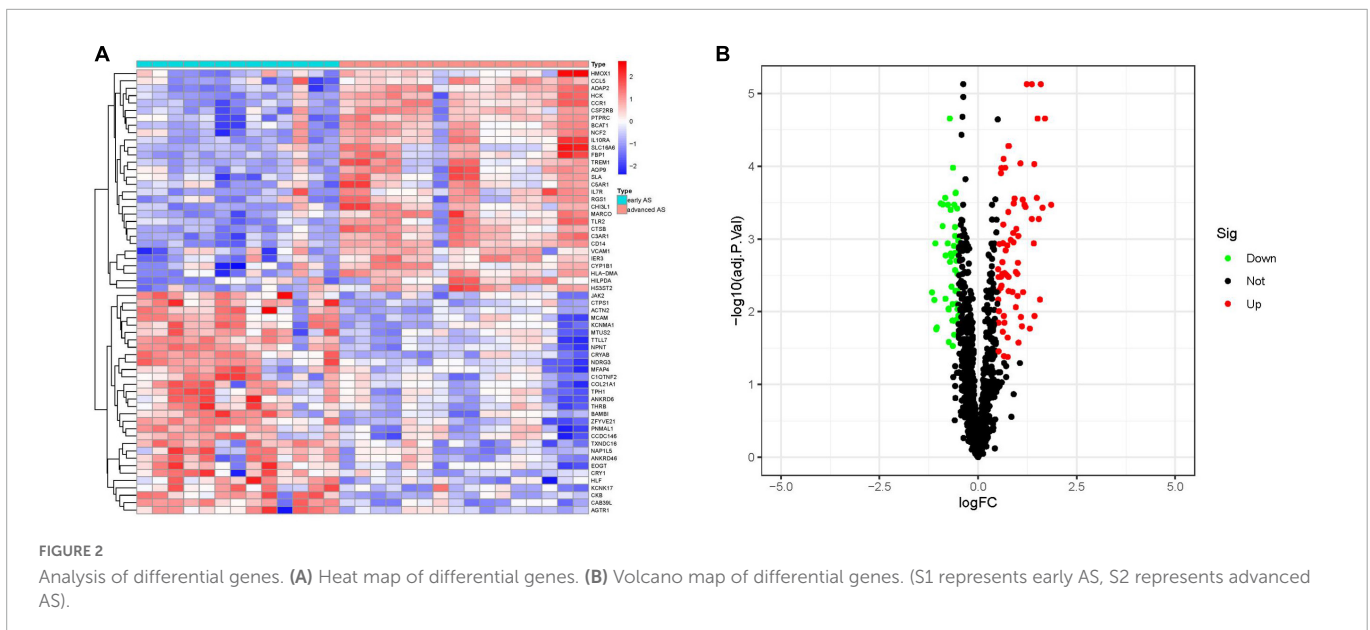 A
Type
HMOX1
CCL5
ADAP2
HCK
CCR1
CSF2RB
PTPRC
BCAT1
NCF2
IL10RA
SLC16A6
FBP1
TREM1
AQP9
SLA
C5AR1
IL7R
RGS1
CHI3L1
MARCO
TLR2
CTSB
C3AR1
CD14
VCAM1
IER3
CYP1B1
HLA-DMA
HILPDA
HS3ST2
JAK2
CTPS1
ACTN2
MCAM
KCNMA1
MTUS2
TTLL7
NPNT
CRYAB
NDRG3
MFAP4
C1QTNF2
COL21A1
TPH1
ANKRD6
THRB
BAMBI
ZFYVE21
PNMAL1
CCDC146
TXNDC16
NAP1L5
ANKRD46
EOGT
CRY1
HLF
KCNK17
CKB
CAB39L
AGTR1
2
1
0
−1
−2
Type
early AS
advanced AS
B
5
4
3
2
1
0
−log10(adj.P.Val)
−5.0
−2.5
0.0
2.5
5.0
logFC
Sig
Down
Not
Up
FIGURE 2
Analysis of differential genes. (A) Heat map of differential genes. (B) Volcano map of differential genes. (S1 represents early AS, S2 represents advanced
AS).